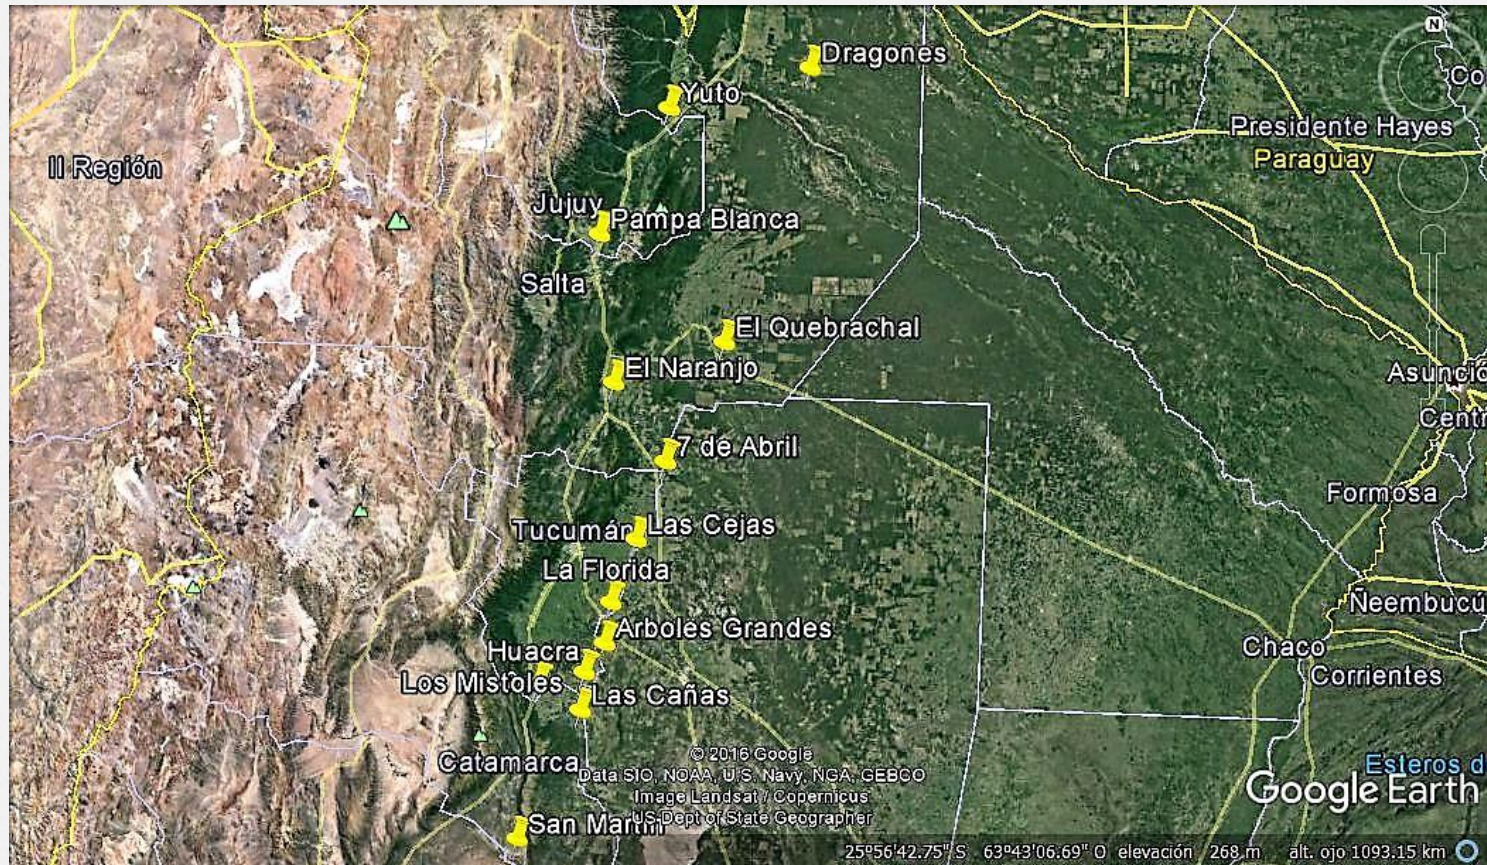 Dragones
Yuto
N
Presidente Hayes
Paraguay
II Región
Jujuy
Pampa Blanca
Salta
El Quebrachal
El Naranjo
Asunció
Centr
7 de Abril
Formosa
Tucumán
Las Cejas
La Florida
Ñeembucú
Arboles Grandes
Huacra
Chaco
Los Mistoles
Corrientes
Las Cañas
Catamarca
© 2016 Google
Data SIO, NOAA, U.S. Navy, NGA, GEBCO
Image Landsat / Copernicus
US Dept of State Geographer
Esteros d
Google Earth
San Martín
25°56'42.75" S 63°43'06.69" O elevación 268 m alt. ojo 1093.15 km